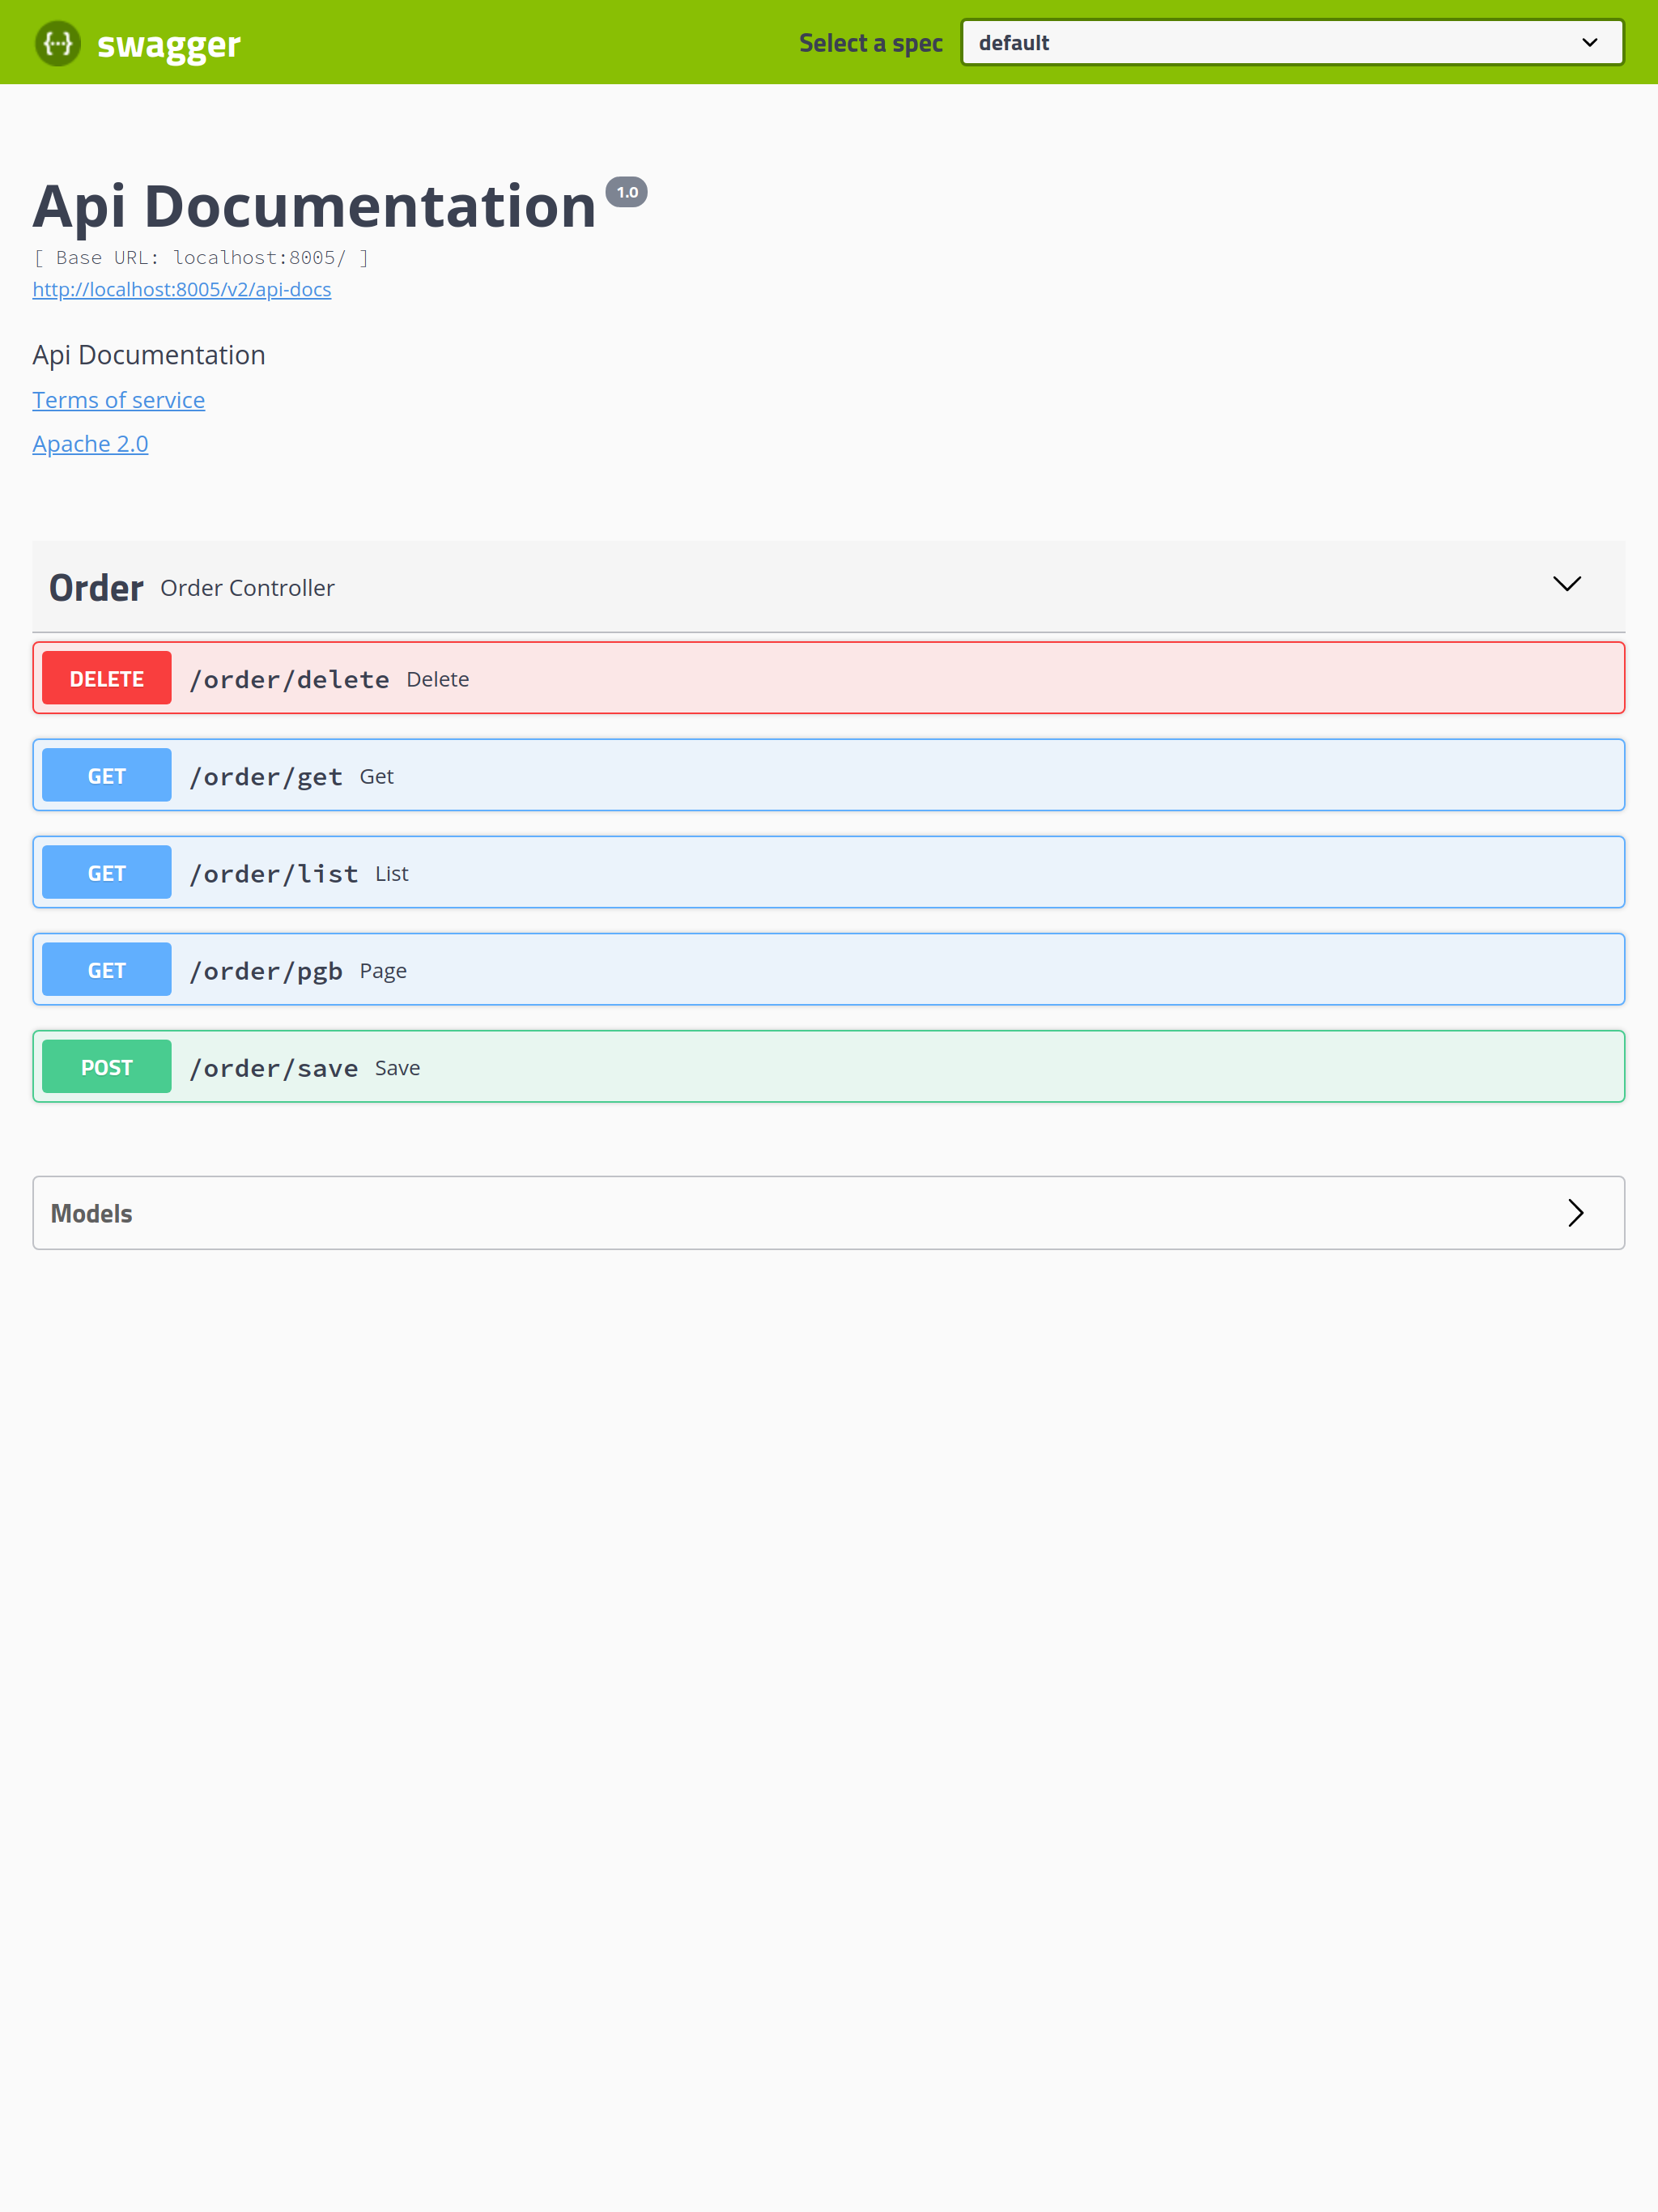 {...} swagger
Select a spec
default
Api Documentation 1.0
[ Base URL: localhost:8005/ ]
http://localhost:8005/v2/api-docs
Api Documentation
Terms of service
Apache 2.0
Order Order Controller
DELETE /order/delete Delete
GET /order/get Get
GET /order/list List
GET /order/pgb Page
POST /order/save Save
Models